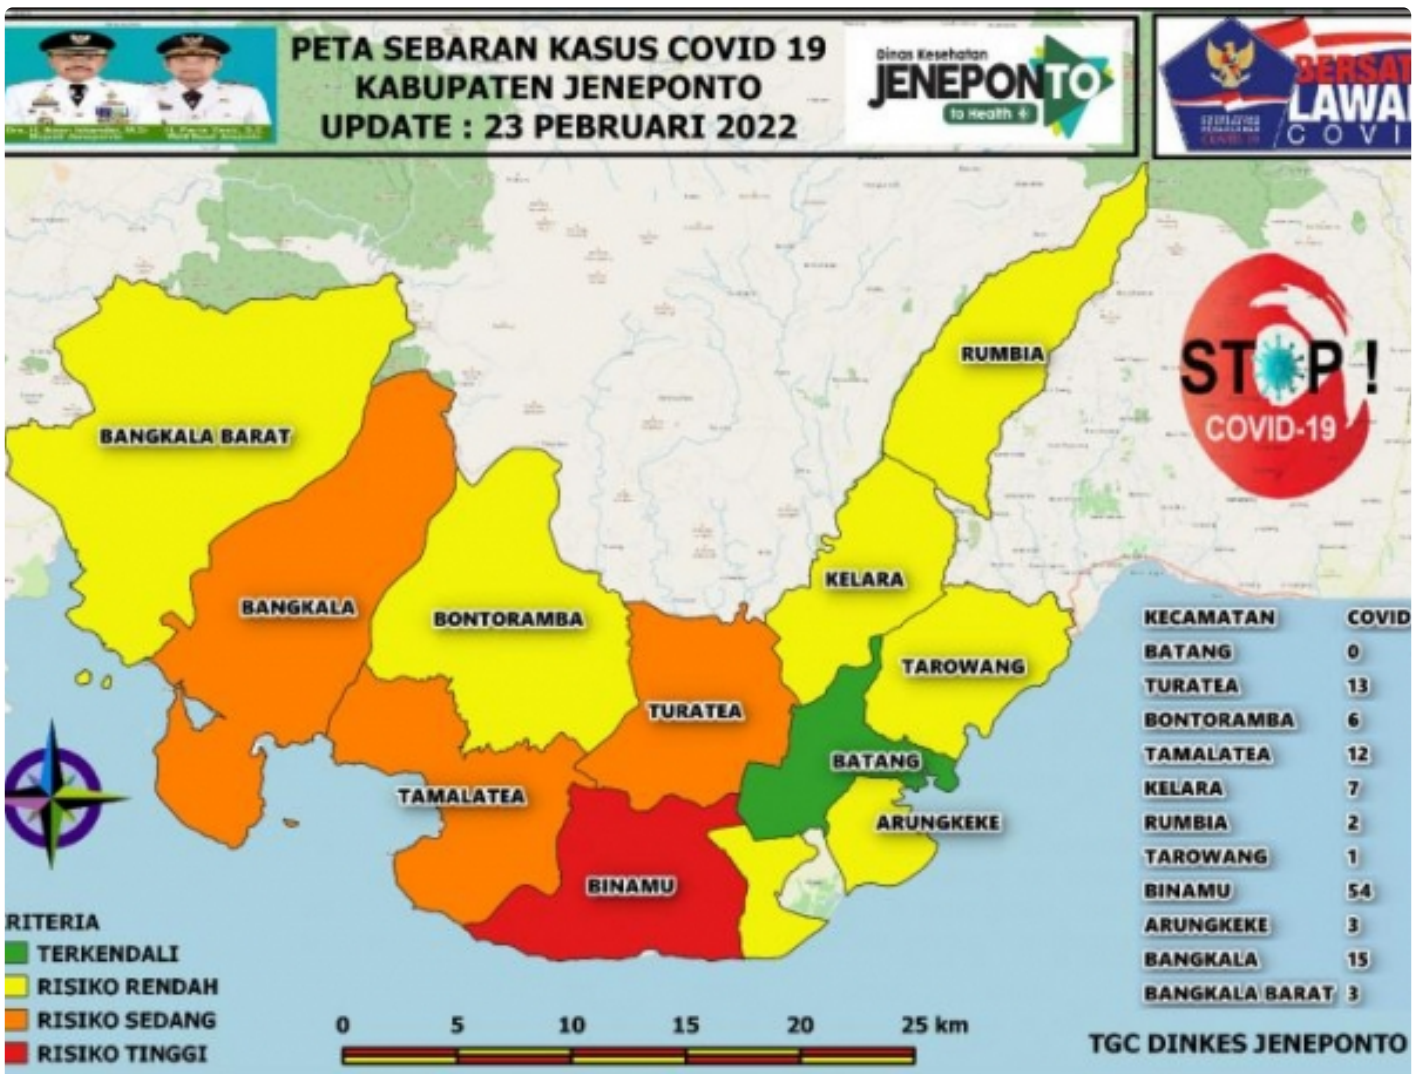 PETA SEBARAN KASUS COVID 19
KABUPATEN JENEPONTO
UPDATE : 23 PEBRUARI 2022
Dinas Kesehatan
JENEPONTO
to Health
BERSAT
LAWA
COVI
RUMBIA
STOP !
COVID-19
BANGKALA BARAT
KELARA
BANGKALA
BONTORAMBA
TAROWANG
TURATEA
BATANG
TAMALATEA
ARUNGKEKE
BINAMU
KECAMATAN COVID
BATANG 0
TURATEA 13
BONTORAMBA 6
TAMALATEA 12
KELARA 7
RUMBIA 2
TAROWANG 1
BINAMU 54
ARUNGKEKE 3
BANGKALA 15
BANGKALA BARAT 3
RITERIA
TERKENDALI
RISIKO RENDAH
RISIKO SEDANG
RISIKO TINGGI
0 5 10 15 20 25 km
TGC DINKES JENEPONTO